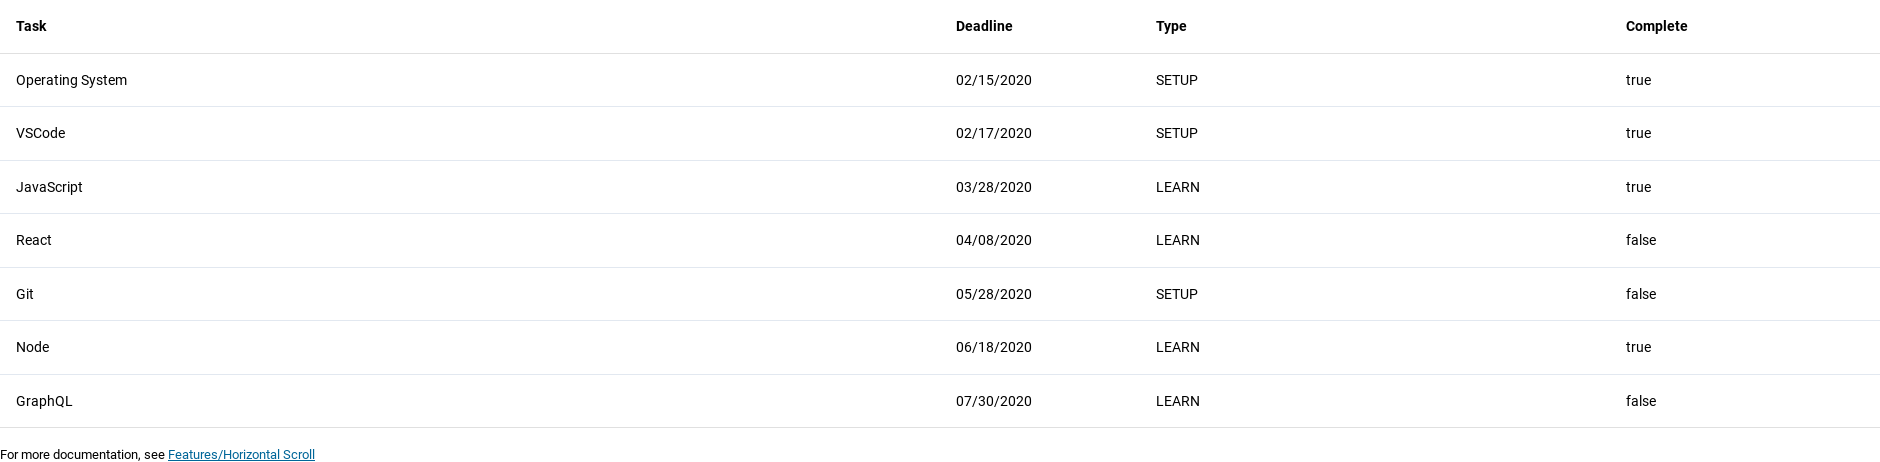 Task Deadline Type Complete
Operating System 02/15/2020 SETUP true
VSCode 02/17/2020 SETUP true
JavaScript 03/28/2020 LEARN true
React 04/08/2020 LEARN false
Git 05/28/2020 SETUP false
Node 06/18/2020 LEARN true
GraphQL 07/30/2020 LEARN false
For more documentation, see Features/Horizontal Scroll